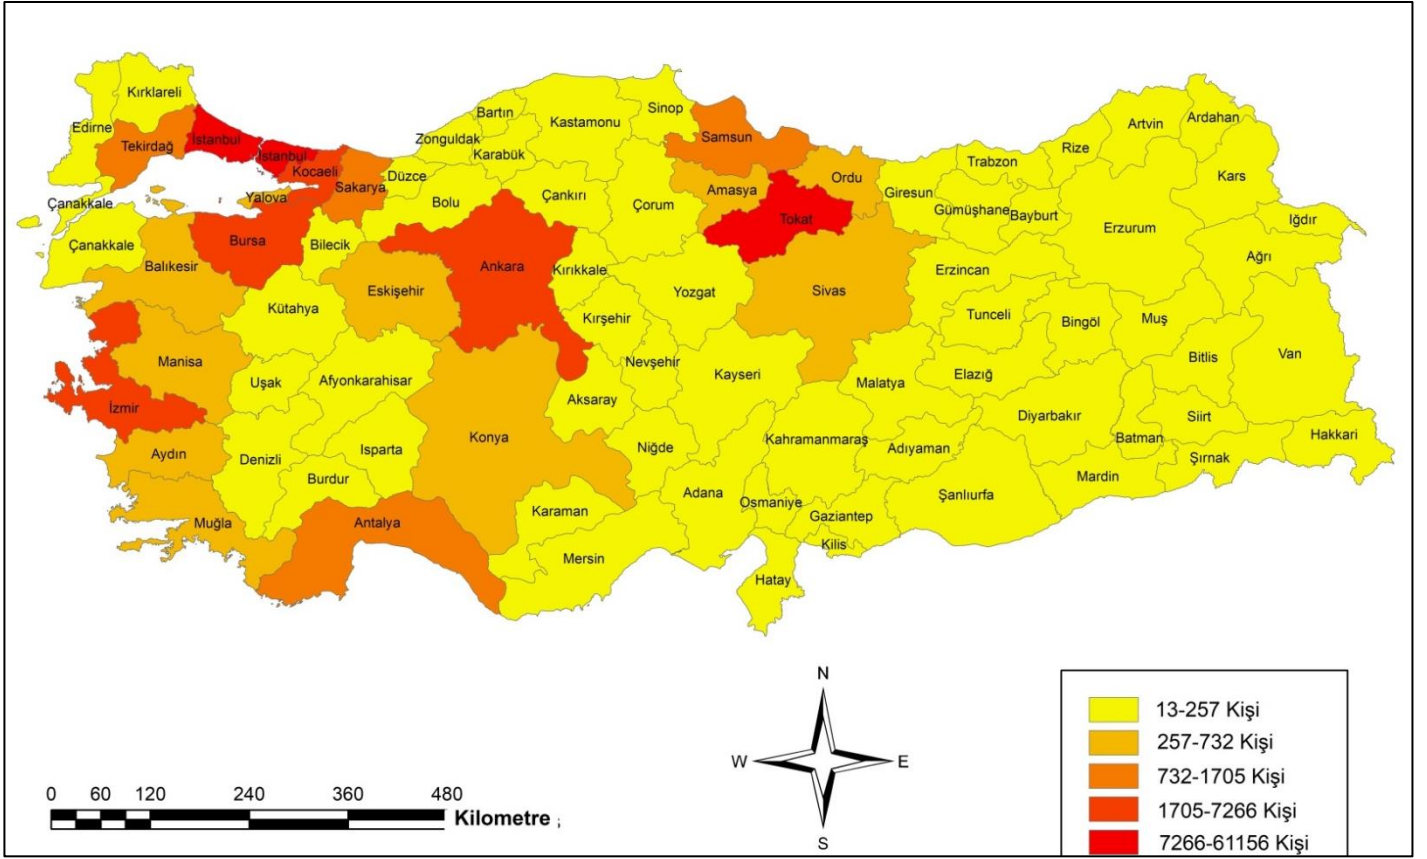 Kırklareli
Edirne
Tekirdağ
İstanbul
İstanbul
Kocaeli
Sakarya
Yalova
Düzce
Zonguldak
Bartın
Karabük
Kastamonu
Sinop
Samsun
Amasya
Ordu
Tokat
Giresun
Trabzon
Gümüşhane
Bayburt
Rize
Artvin
Ardahan
Kars
Iğdır
Ağrı
Erzurum
Erzincan
Çanakkale
Çanakkale
Balıkesir
Bursa
Bilecik
Bolu
Çankırı
Çorum
Ankara
Kırıkkale
Eskişehir
Kütahya
Yozgat
Sivas
Kırşehir
Nevşehir
Kayseri
Tunceli
Bingöl
Muş
Bitlis
Van
Malatya
Elazığ
Manisa
Uşak
Afyonkarahisar
Aksaray
İzmir
Aydın
Denizli
Isparta
Burdur
Konya
Niğde
Kahramanmaraş
Adıyaman
Diyarbakır
Batman
Siirt
Şırnak
Hakkari
Mardin
Şanlıurfa
Muğla
Antalya
Karaman
Mersin
Adana
Osmaniye
Gaziantep
Kilis
Hatay
N
W
E
S
0 60 120 240 360 480
Kilometre ;
13-257 Kişi
257-732 Kişi
732-1705 Kişi
1705-7266 Kişi
7266-61156 Kişi